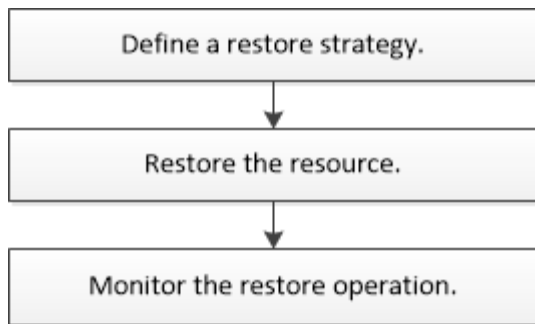 Define a restore strategy.
Restore the resource.
Monitor the restore operation.